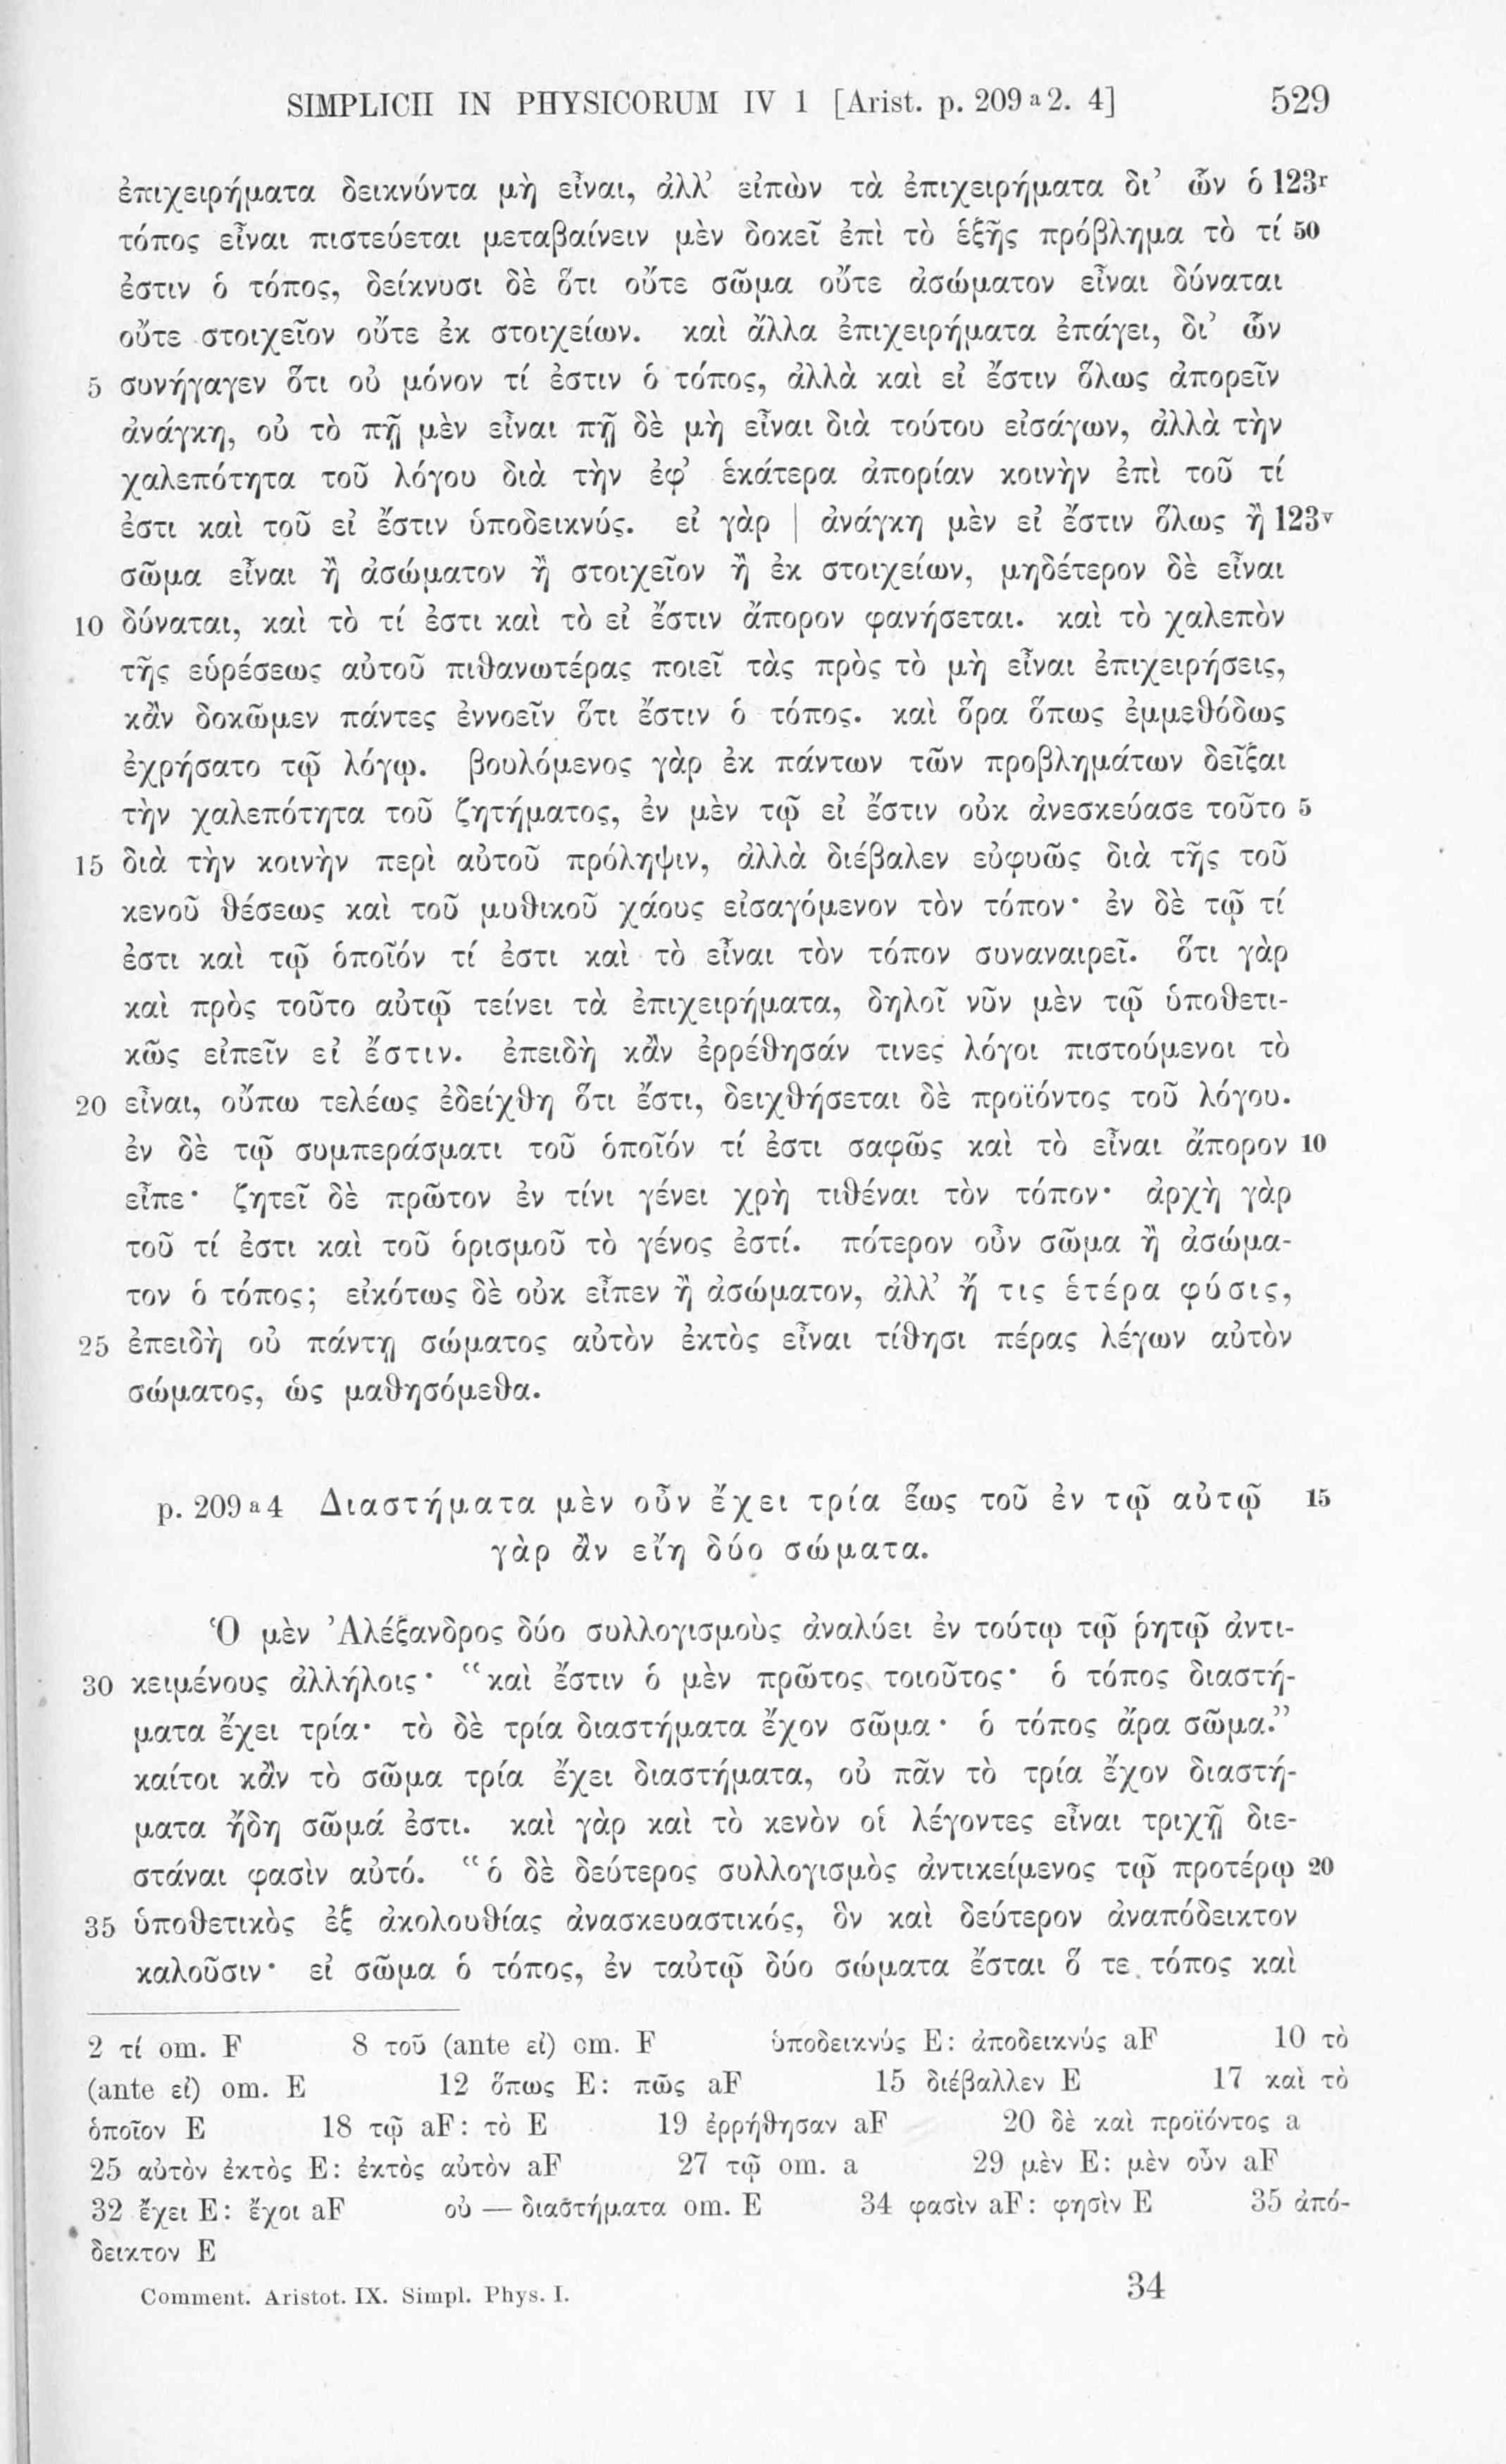 SIMPLICII IN PHYSICORUM IV 1 [Arist. p. 209 a 2. 4] 529
ἐπιχειρήματα δεικνύντα μὴ εἶναι, ἀλλ’ εἰπὼν τὰ ἐπιχειρήματα δι’ ὧν ὁ 123r
τόπος εἶναι πιστεύεται μεταβαίνειν μὲν δοκεῖ ἐπὶ τὸ ἑξῆς πρόβλημα τὸ τί 50
ἐστιν ὁ τόπος, δείκνυσι δὲ ὅτι οὔτε σῶμα οὔτε ἀσώματον εἶναι δύναται
οὔτε στοιχεῖον οὔτε ἐκ στοιχείων. καὶ ἄλλα ἐπιχειρήματα ἐπάγει, δι’ ὧν
5 συνήγαγεν ὅτι οὐ μόνον τί ἐστιν ὁ τόπος, ἀλλὰ καὶ εἰ ἔστιν ὅλως ἀπορεῖν
ἀνάγκη, οὐ τὸ πῇ μὲν εἶναι πῇ δὲ μὴ εἶναι διὰ τούτου εἰσάγων, ἀλλὰ τὴν
χαλεπότητα τοῦ λόγου διὰ τὴν ἐφ’ ἑκάτερα ἀπορίαν κοινὴν ἐπὶ τοῦ τί
ἐστι καὶ τοῦ εἰ ἔστιν ὑποδεικνύς. εἰ γὰρ | ἀνάγκη μὲν εἰ ἔστιν ὅλως ἢ 123v
σῶμα εἶναι ἢ ἀσώματον ἢ στοιχεῖον ἢ ἐκ στοιχείων, μηδέτερον δὲ εἶναι
10 δύναται, καὶ τὸ τί ἐστι καὶ τὸ εἰ ἔστιν ἄπορον φανήσεται. καὶ τὸ χαλεπὸν
τῆς εὑρέσεως αὐτοῦ πιθανωτέρας ποιεῖ τὰς πρὸς τὸ μὴ εἶναι ἐπιχειρήσεις,
κἂν δοκῶμεν πάντες ἐννοεῖν ὅτι ἔστιν ὁ τόπος. καὶ ὅρα ὅπως ἐμμεθόδως
ἐχρήσατο τῷ λόγῳ. βουλόμενος γὰρ ἐκ πάντων τῶν προβλημάτων δεῖξαι
τὴν χαλεπότητα τοῦ ζητήματος, ἐν μὲν τῷ εἰ ἔστιν οὐκ ἀνεσκεύασε τοῦτο 5
15 διὰ τὴν κοινὴν περὶ αὐτοῦ πρόληψιν, ἀλλὰ διέβαλεν εὐφυῶς διὰ τῆς τοῦ
κενοῦ θέσεως καὶ τοῦ μυθικοῦ χάους εἰσαγόμενον τὸν τόπον· ἐν δὲ τῷ τί
ἐστι καὶ τῷ ὁποῖόν τί ἐστι καὶ τὸ εἶναι τὸν τόπον συναναιρεῖ. ὅτι γὰρ
καὶ πρὸς τοῦτο αὐτῷ τείνει τὰ ἐπιχειρήματα, δηλοῖ νῦν μὲν τῷ ὑποθετι-
κῶς εἰπεῖν εἰ ἔστιν. ἐπειδὴ κἂν ἐρρέθησάν τινες λόγοι πιστούμενοι τὸ
20 εἶναι, οὔπω τελέως ἐδείχθη ὅτι ἔστι, δειχθήσεται δὲ προϊόντος τοῦ λόγου.
ἐν δὲ τῷ συμπεράσματι τοῦ ὁποῖόν τί ἐστι σαφῶς καὶ τὸ εἶναι ἄπορον 10
εἶπε· ζητεῖ δὲ πρῶτον ἐν τίνι γένει χρὴ τιθέναι τὸν τόπον· ἀρχὴ γὰρ
τοῦ τί ἐστι καὶ τοῦ ὁρισμοῦ τὸ γένος ἐστί. πότερον οὖν σῶμα ἢ ἀσώμα-
τον ὁ τόπος; εἰκότως δὲ οὐκ εἶπεν ἢ ἀσώματον, ἀλλ’ ἤ τις ἑτέρα φύσις,
25 ἐπειδὴ οὐ πάντῃ σώματος αὐτὸν ἐκτὸς εἶναι τίθησι πέρας λέγων αὐτὸν
σώματος, ὡς μαθησόμεθα.
p. 209 a 4 Διαστήματα μὲν οὖν ἔχει τρία ἕως τοῦ ἐν τῷ αὐτῷ 15
γὰρ ἂν εἴη δύο σώματα.
Ὁ μὲν Ἀλέξανδρος δύο συλλογισμοὺς ἀναλύει ἐν τούτῳ τῷ ῥητῷ ἀντι-
30 κειμένους ἀλλήλοις· “καὶ ἔστιν ὁ μὲν πρῶτος τοιοῦτος· ὁ τόπος διαστή-
ματα ἔχει τρία· τὸ δὲ τρία διαστήματα ἔχον σῶμα· ὁ τόπος ἄρα σῶμα.”
καίτοι κἂν τὸ σῶμα τρία ἔχει διαστήματα, οὐ πᾶν τὸ τρία ἔχον διαστή-
ματα ἤδη σῶμά ἐστι. καὶ γὰρ καὶ τὸ κενὸν οἱ λέγοντες εἶναι τριχῇ διε-
στάναι φασὶν αὐτό. “ὁ δὲ δεύτερος συλλογισμὸς ἀντικείμενος τῷ προτέρῳ 20
35 ὑποθετικὸς ἐξ ἀκολουθίας ἀνασκευαστικός, ὃν καὶ δεύτερον ἀναπόδεικτον
καλοῦσιν· εἰ σῶμα ὁ τόπος, ἐν ταὐτῷ δύο σώματα ἔσται ὅ τε τόπος καὶ
2 τί om. F 8 τοῦ (ante εἰ) om. F ὑποδεικνύς E: ἀποδεικνύς aF 10 τὸ
(ante εἰ) om. E 12 ὅπως E: πῶς aF 15 διέβαλλεν E 17 καὶ τὸ
ὁποῖον E 18 τῷ aF: τὸ E 19 ἐρρήθησαν aF 20 δὲ καὶ προϊόντος a
25 αὐτὸν ἐκτὸς E: ἐκτὸς αὐτὸν aF 27 τῷ om. a 29 μὲν E: μὲν οὖν aF
32 ἔχει E: ἔχοι aF οὐ — διαστήματα om. E 34 φασὶν aF: φησὶν E 35 ἀπό-
δεικτον E
Comment. Aristot. IX. Simpl. Phys. I. 34